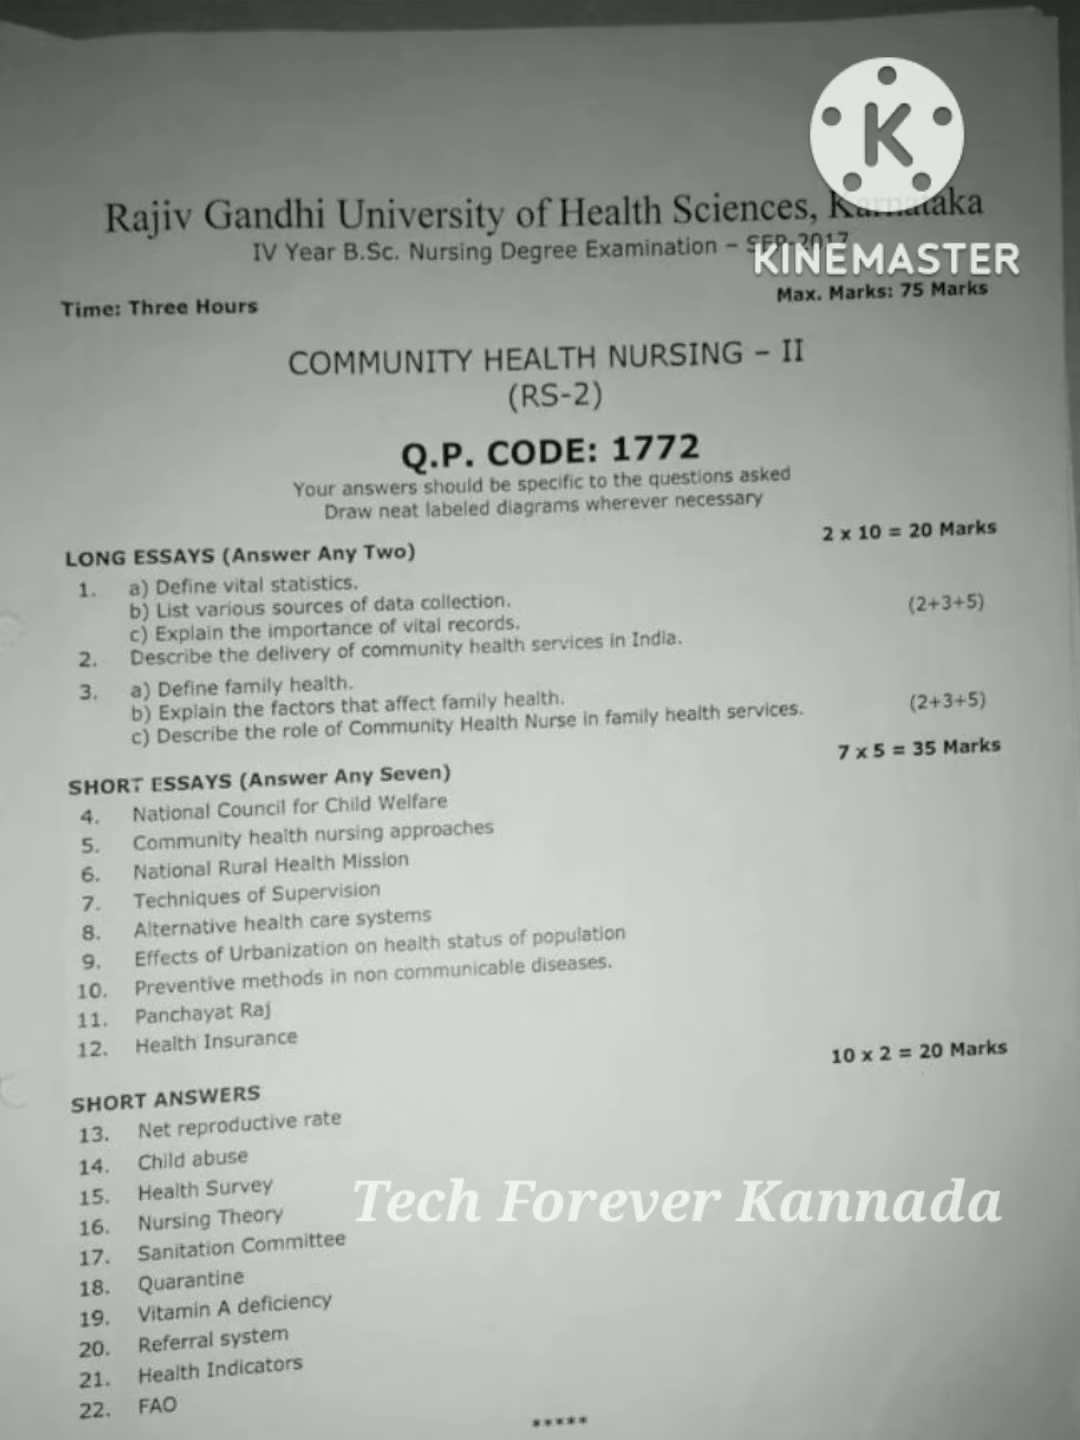 K
Rajiv Gandhi University of Health Sciences, Karnataka
IV Year B.Sc. Nursing Degree Examination – SEP-2017
KINEMASTER
Time: Three Hours
Max. Marks: 75 Marks
COMMUNITY HEALTH NURSING – II
(RS-2)
Q.P. CODE: 1772
Your answers should be specific to the questions asked
Draw neat labeled diagrams wherever necessary
LONG ESSAYS (Answer Any Two) 2 x 10 = 20 Marks
1. a) Define vital statistics.
b) List various sources of data collection.
c) Explain the importance of vital records. (2+3+5)
2. Describe the delivery of community health services in India.
3. a) Define family health.
b) Explain the factors that affect family health.
c) Describe the role of Community Health Nurse in family health services. (2+3+5)
SHORT ESSAYS (Answer Any Seven) 7 x 5 = 35 Marks
4. National Council for Child Welfare
5. Community health nursing approaches
6. National Rural Health Mission
7. Techniques of Supervision
8. Alternative health care systems
9. Effects of Urbanization on health status of population
10. Preventive methods in non communicable diseases.
11. Panchayat Raj
12. Health Insurance
SHORT ANSWERS 10 x 2 = 20 Marks
13. Net reproductive rate
14. Child abuse
15. Health Survey
16. Nursing Theory
Tech Forever Kannada
17. Sanitation Committee
18. Quarantine
19. Vitamin A deficiency
20. Referral system
21. Health Indicators
22. FAO
*****